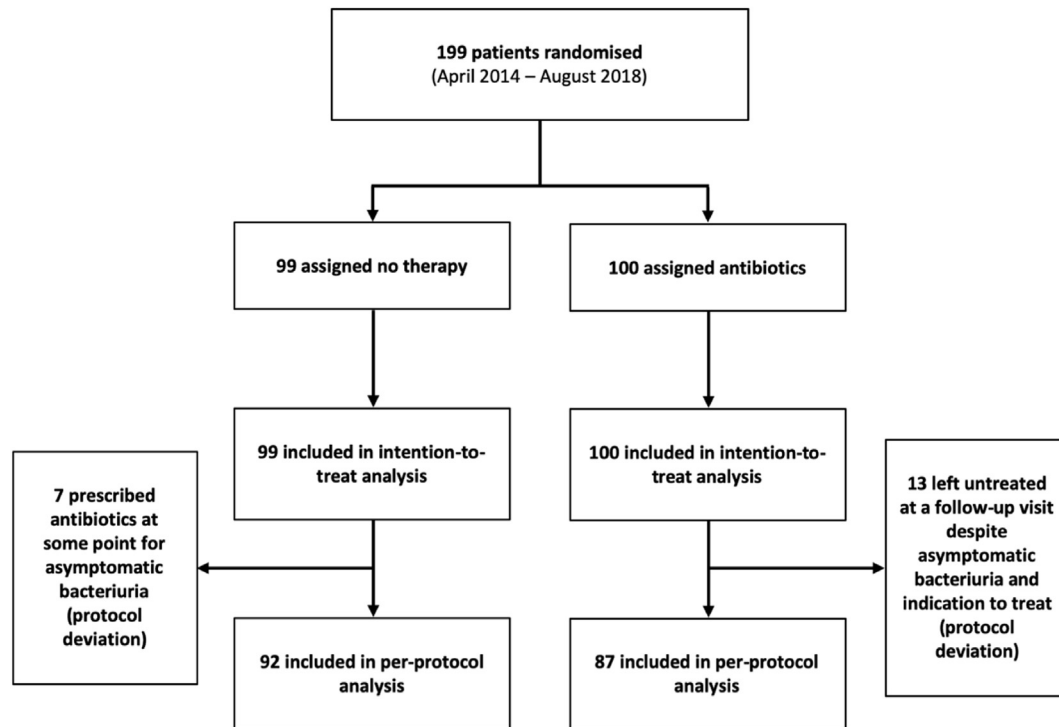 199 patients randomised
(April 2014 – August 2018)
99 assigned no therapy
100 assigned antibiotics
99 included in intention-to-
treat analysis
100 included in intention-to-
treat analysis
7 prescribed
antibiotics at
some point for
asymptomatic
bacteriuria
(protocol
deviation)
13 left untreated
at a follow-up visit
despite
asymptomatic
bacteriuria and
indication to treat
(protocol
deviation)
92 included in per-protocol
analysis
87 included in per-protocol
analysis